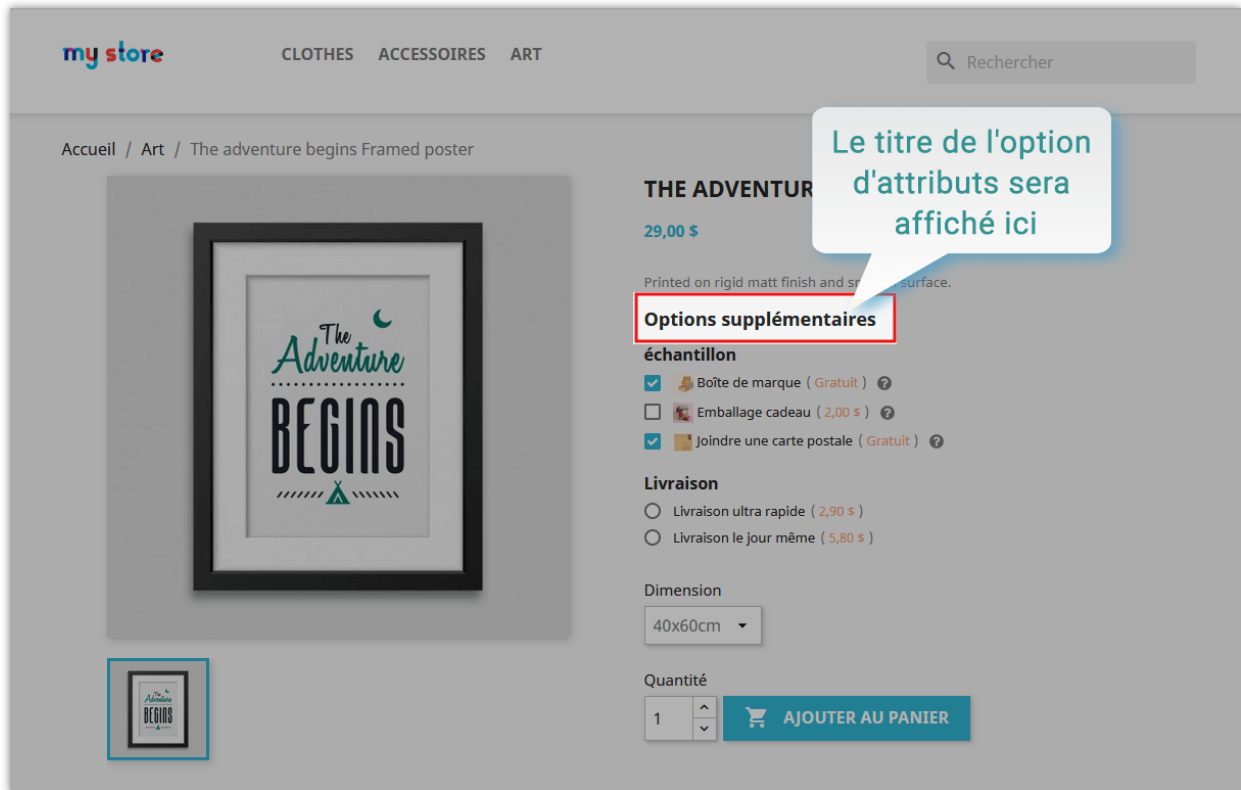 my store
CLOTHES ACCESSOIRES ART
Rechercher
Accueil / Art / The adventure begins Framed poster
Le titre de l'option
d'attributs sera
affiché ici
THE ADVENTUR
29,00 $
Printed on rigid matt finish and surface.
Options supplémentaires
échantillon
Boîte de marque ( Gratuit )
Emballage cadeau ( 2,00 $ )
Joindre une carte postale ( Gratuit )
Livraison
Livraison ultra rapide ( 2,90 $ )
Livraison le jour même ( 5,80 $ )
Dimension
40x60cm
Quantité
1
AJOUTER AU PANIER
The
Adventure
BEGINS
The
Adventure
BEGINS